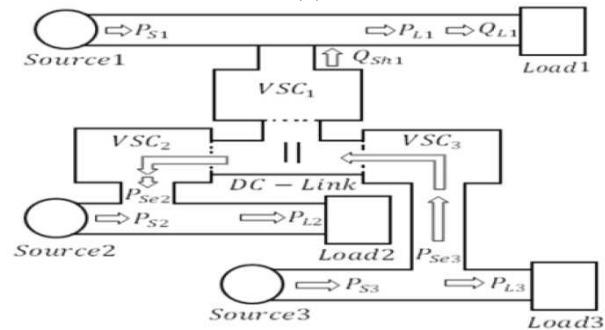 P_{S1} P_{L1} Q_{L1}
Source1 Q_{Sh1} Load1
VSC_1
VSC_2 VSC_3
DC - Link
P_{Se2}
P_{S2} P_{L2}
Source2 Load2 P_{Se3}
P_{S3} P_{L3}
Source3 Load3